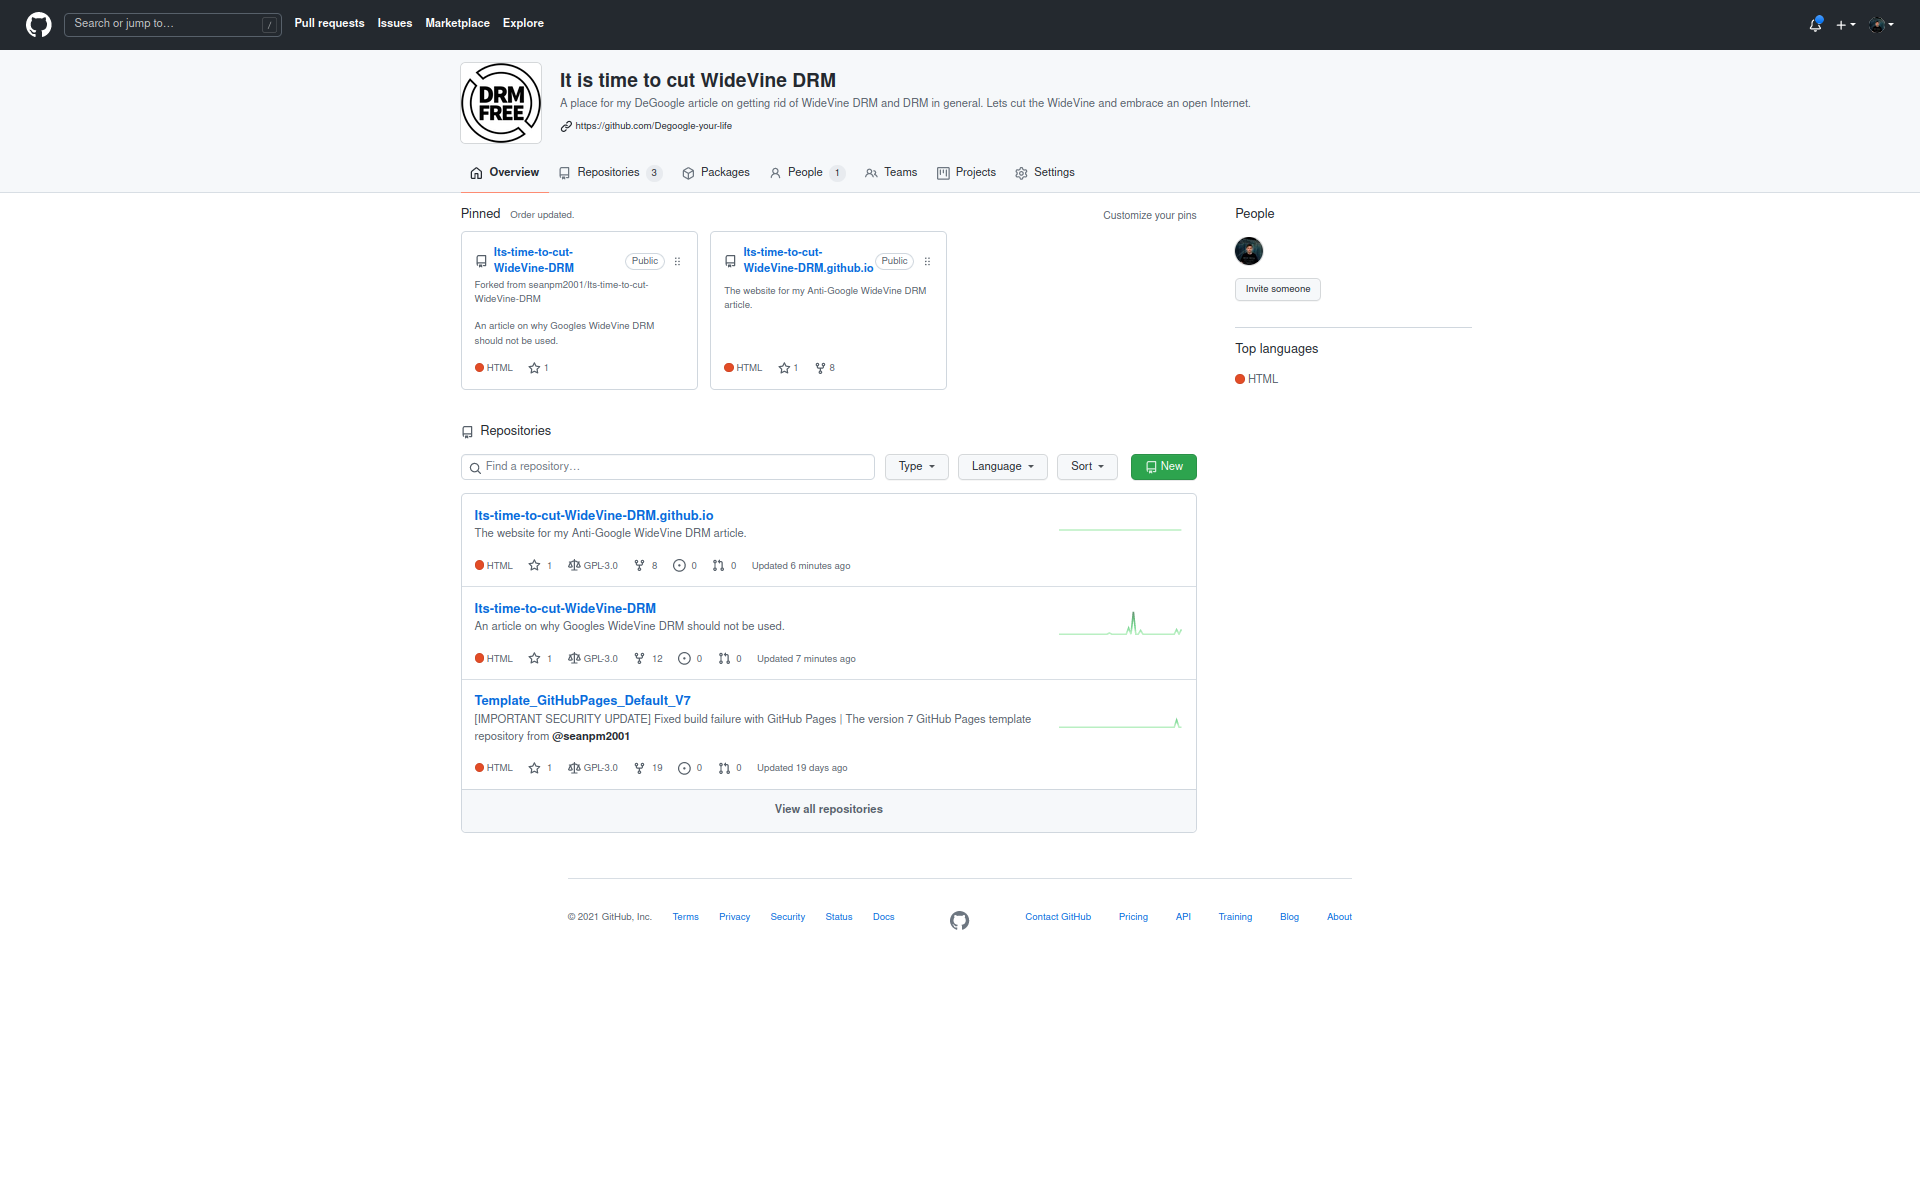 Search or jump to...
/
Pull requests Issues Marketplace Explore
DRM
FREE
It is time to cut WideVine DRM
A place for my DeGoogle article on getting rid of WideVine DRM and DRM in general. Lets cut the WideVine and embrace an open Internet.
https://github.com/Degoogle-your-life
Overview Repositories 3 Packages People 1 Teams Projects Settings
Pinned Order updated. Customize your pins
Its-time-to-cut-
WideVine-DRM
Public
Forked from seanpm2001/Its-time-to-cut-
WideVine-DRM
An article on why Googles WideVine DRM
should not be used.
HTML 1
Its-time-to-cut-
WideVine-DRM.github.io
Public
The website for my Anti-Google WideVine DRM
article.
HTML 1 8
People
Invite someone
Top languages
HTML
Repositories
Find a repository... Type Language Sort New
Its-time-to-cut-WideVine-DRM.github.io
The website for my Anti-Google WideVine DRM article.
HTML 1 GPL-3.0 8 0 0 Updated 6 minutes ago
Its-time-to-cut-WideVine-DRM
An article on why Googles WideVine DRM should not be used.
HTML 1 GPL-3.0 12 0 0 Updated 7 minutes ago
Template_GitHubPages_Default_V7
[IMPORTANT SECURITY UPDATE] Fixed build failure with GitHub Pages | The version 7 GitHub Pages template
repository from @seanpm2001
HTML 1 GPL-3.0 19 0 0 Updated 19 days ago
View all repositories
© 2021 GitHub, Inc. Terms Privacy Security Status Docs Contact GitHub Pricing API Training Blog About